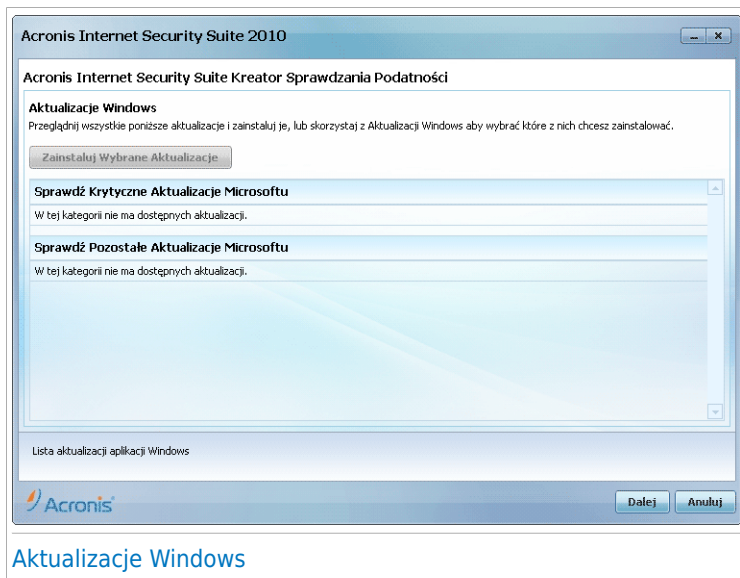 Acronis Internet Security Suite 2010
Acronis Internet Security Suite Kreator Sprawdzania Podatności
Aktualizacje Windows
Przeglądnij wszystkie poniższe aktualizacje i zainstaluj je, lub skorzystaj z Aktualizacji Windows aby wybrać które z nich chcesz zainstalować.
Zainstaluj Wybrane Aktualizacje
Sprawdź Krytyczne Aktualizacje Microsoftu
W tej kategorii nie ma dostępnych aktualizacji.
Sprawdź Pozostałe Aktualizacje Microsoftu
W tej kategorii nie ma dostępnych aktualizacji.
Lista aktualizacji aplikacji Windows
Acronis
Dalej
Anuluj
Aktualizacje Windows